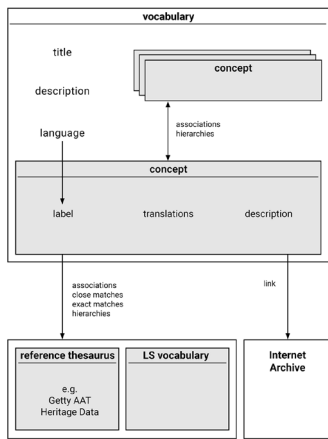 vocabulary
title
concept
description
associations
hierarchies
language
concept
label translations description
associations
close matches
exact matches
hierarchies
link
reference thesaurus
e.g.
Getty AAT
Heritage Data
LS vocabulary
Internet
Archive